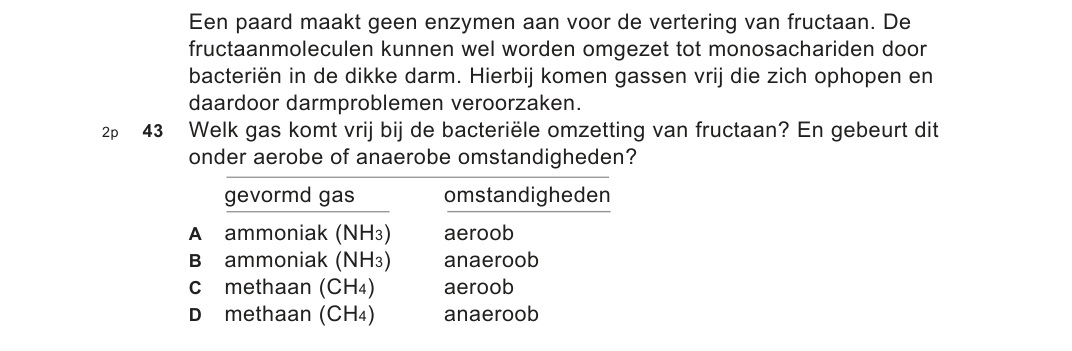 Een paard maakt geen enzymen aan voor de vertering van fructaan. De
fructaanmoleculen kunnen wel worden omgezet tot monosachariden door
bacteriën in de dikke darm. Hierbij komen gassen vrij die zich ophopen en
daardoor darmproblemen veroorzaken.
2p 43 Welk gas komt vrij bij de bacteriële omzetting van fructaan? En gebeurt dit
onder aerobe of anaerobe omstandigheden?
gevormd gas omstandigheden
A ammoniak (NH3) aeroob
B ammoniak (NH3) anaeroob
C methaan (CH4) aeroob
D methaan (CH4) anaeroob